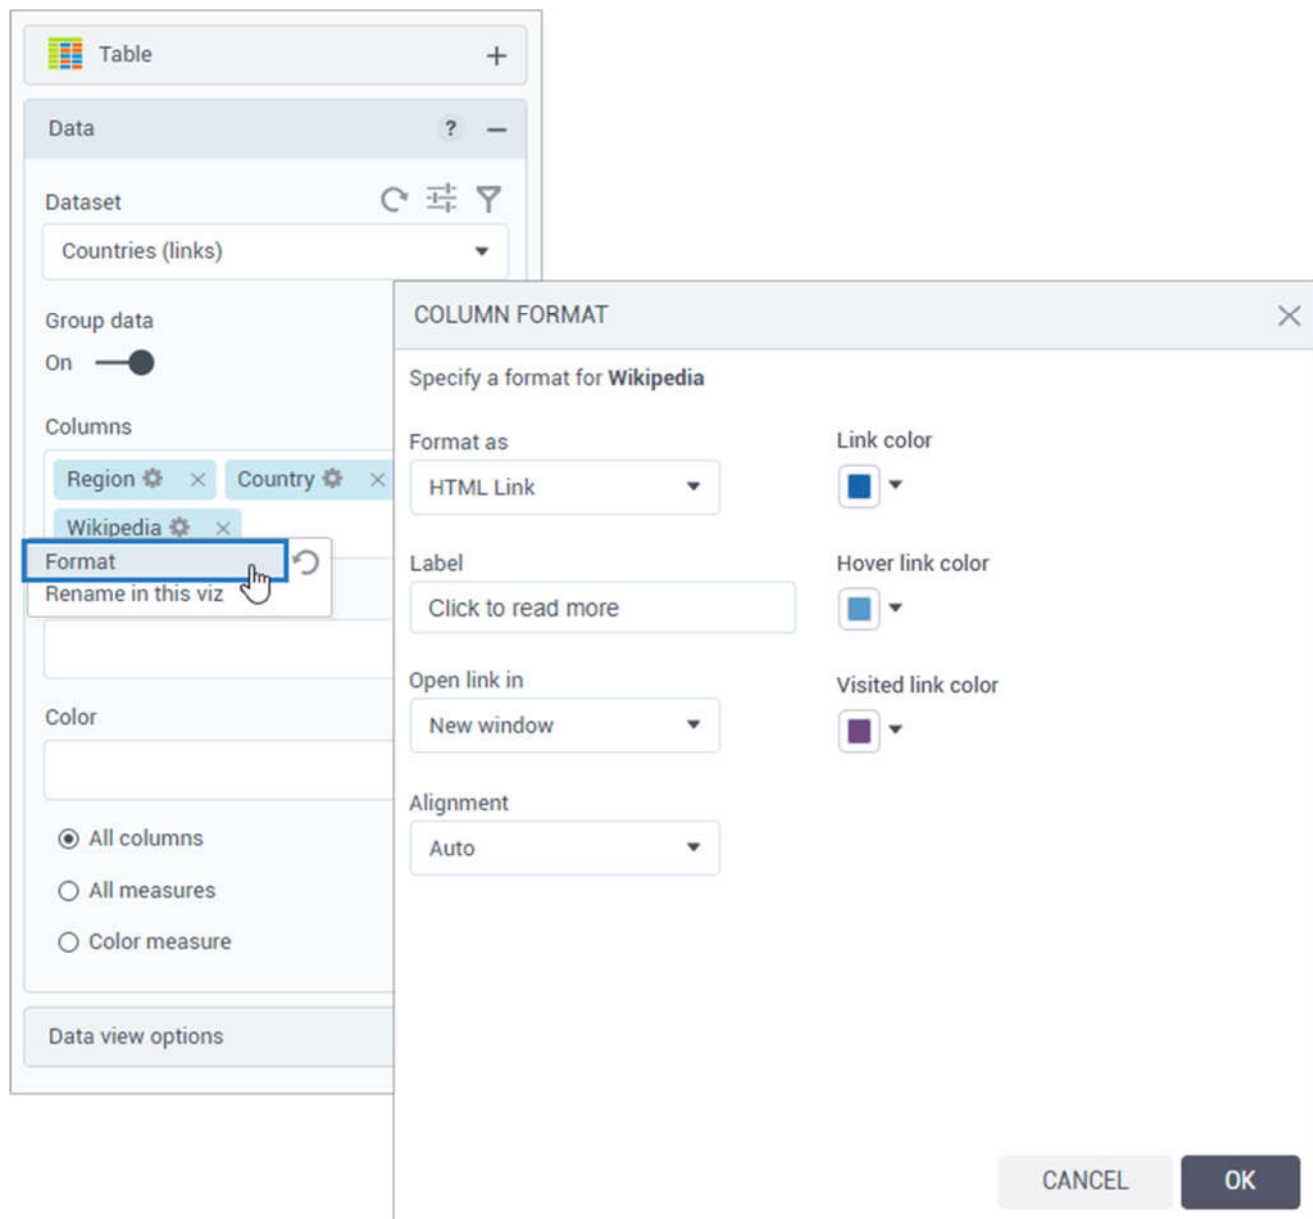 Table
Data ?
Dataset
Countries (links)
Group data
On
Columns
Region Country
Wikipedia
Format
Rename in this viz
Color
All columns
All measures
Color measure
Data view options
COLUMN FORMAT
Specify a format for Wikipedia
Format as
HTML Link
Label
Click to read more
Open link in
New window
Alignment
Auto
Link color
Hover link color
Visited link color
CANCEL OK